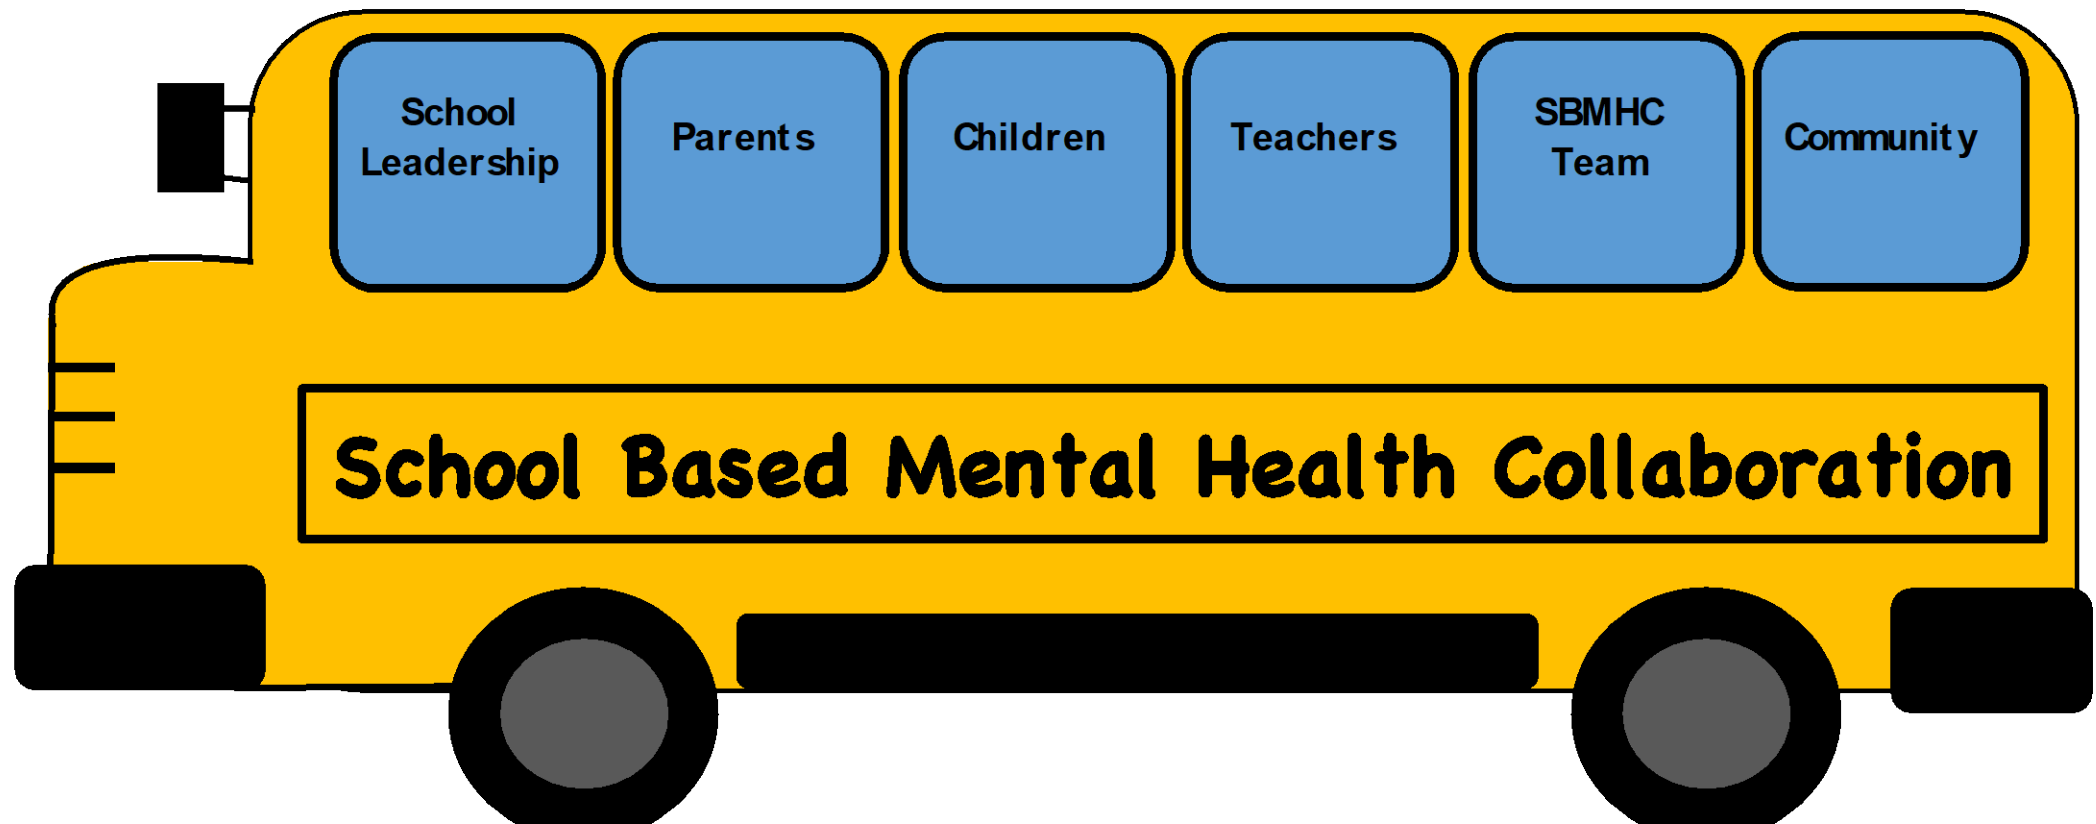 School
Leadership
Parents
Children
Teachers
SBMHC
Team
Community
School Based Mental Health Collaboration